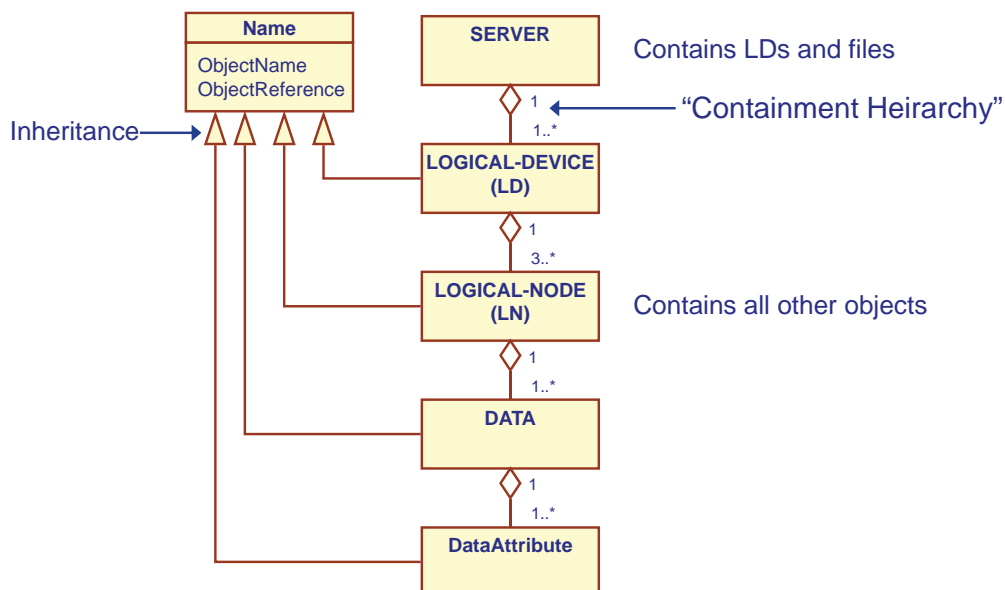 Name
ObjectName
ObjectReference
SERVER
Contains LDs and files
1
“Containment Heirarchy”
1..*
Inheritance
LOGICAL-DEVICE
(LD)
1
3..*
LOGICAL-NODE
(LN)
Contains all other objects
1
1..*
DATA
1
1..*
DataAttribute